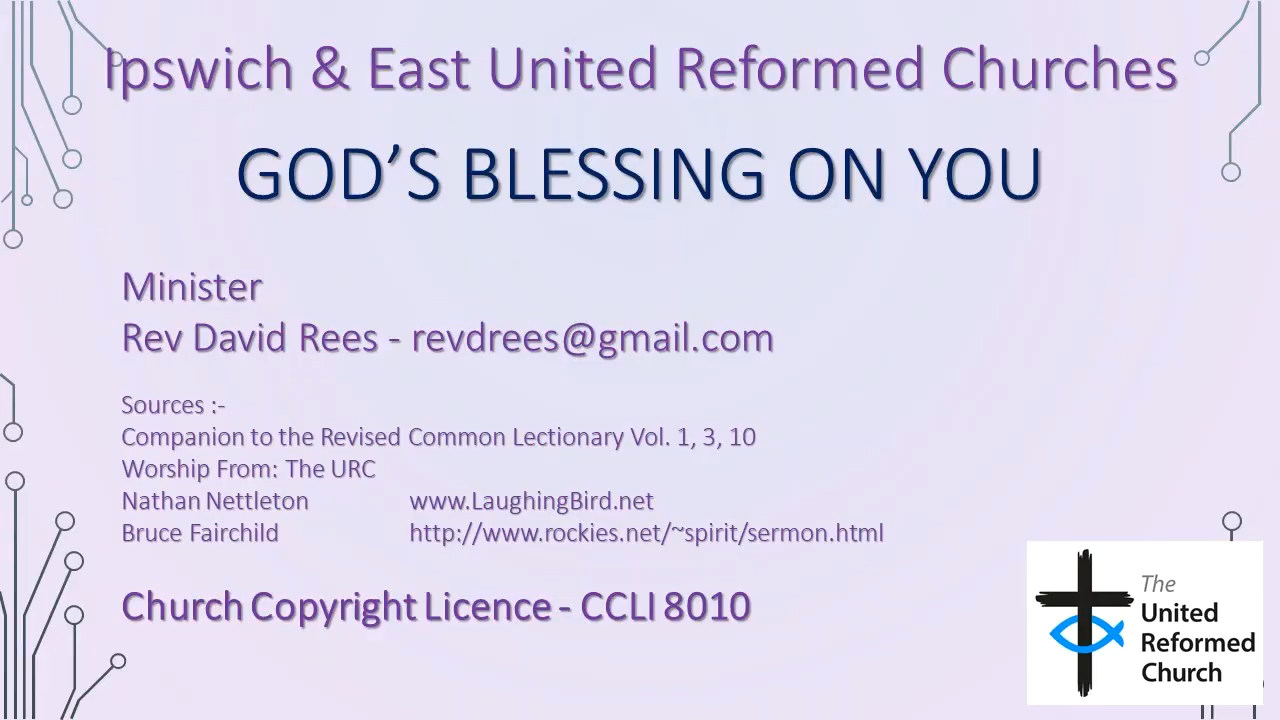 Ipswich & East United Reformed Churches
GOD’S BLESSING ON YOU
Minister
Rev David Rees - revdrees@gmail.com
Sources :-
Companion to the Revised Common Lectionary Vol. 1, 3, 10
Worship From: The URC
Nathan Nettleton www.LaughingBird.net
Bruce Fairchild http://www.rockies.net/~spirit/sermon.html
Church Copyright Licence - CCLI 8010
The
United
Reformed
Church